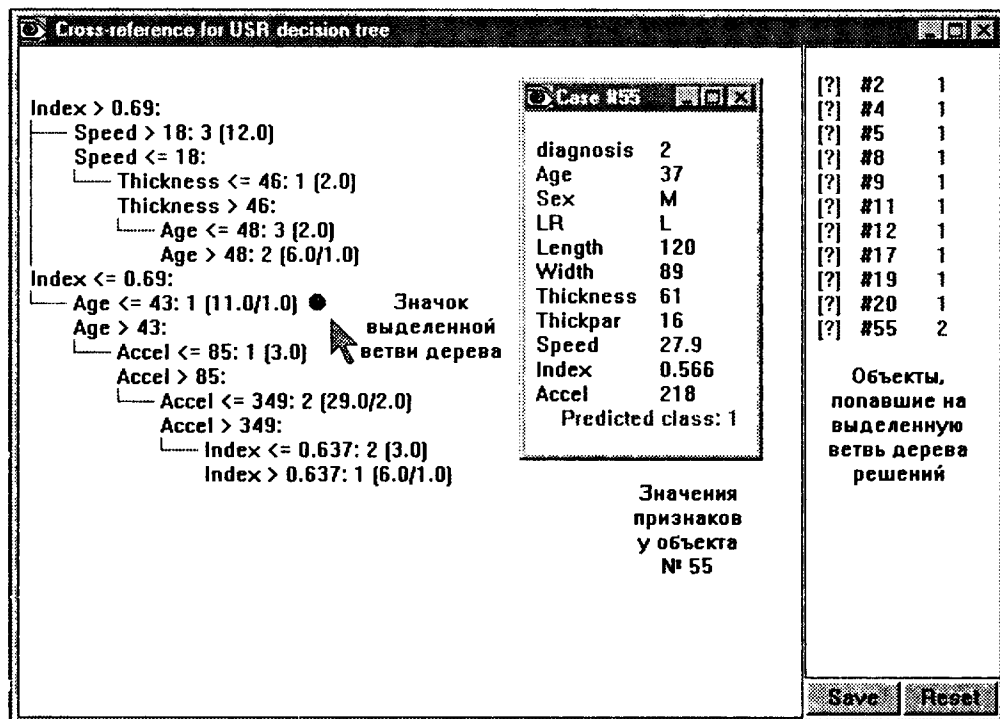 Cross-reference for USR decision tree
Index > 0.69:
Speed > 18: 3 (12.0)
Speed <= 18:
Thickness <= 46: 1 (2.0)
Thickness > 46:
Age <= 48: 3 (2.0)
Age > 48: 2 (6.0/1.0)
Index <= 0.69:
Age <= 43: 1 (11.0/1.0)
Age > 43:
Accel <= 85: 1 (3.0)
Accel > 85:
Accel <= 349: 2 (29.0/2.0)
Accel > 349:
Index <= 0.637: 2 (3.0)
Index > 0.637: 1 (6.0/1.0)
Значок
выделенной
ветви дерева
Case #55
diagnosis 2
Age 37
Sex M
LR L
Length 120
Width 89
Thickness 61
Thickpar 16
Speed 27.9
Index 0.566
Accel 218
Predicted class: 1
Значения
признаков
у объекта
№ 55
[?] #2 1
[?] #4 1
[?] #5 1
[?] #8 1
[?] #9 1
[?] #11 1
[?] #12 1
[?] #17 1
[?] #19 1
[?] #20 1
[?] #55 2
Объекты,
попавшие на
выделенную
ветвь дерева
решений
Save Reset